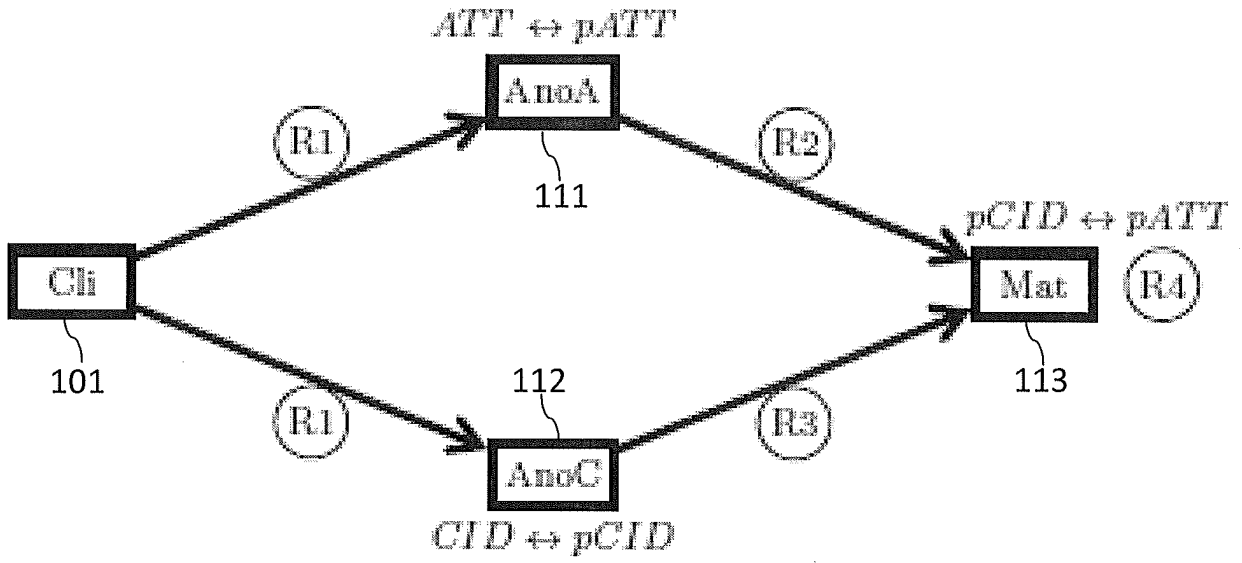 ATT ↔ pATT
AnoA
R1
R2
111
pCID ↔ pATT
Cli
Mat
R4
101
112
113
R1
R3
AnoC
CID ↔ pCID